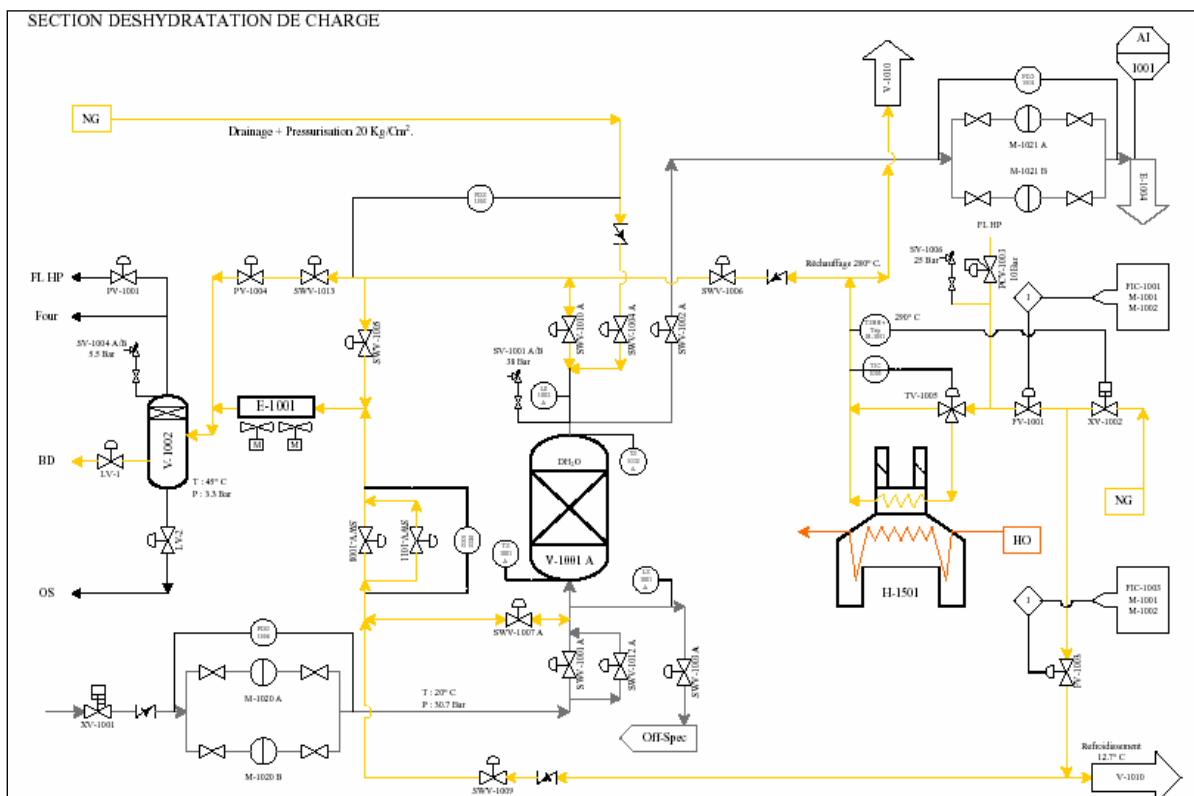 SECTION DESHYDRATATION DE CHARGE
AI
1001
V-1010
NG
Drainage + Pressurisation 20 Kg/Cm².
M-1021 A
M-1021 B
E-1004
FL HP
SV-1006
25 Bar
PCV-1003
10 Bar
Réchauffage 280° C.
FIC-1001
M-1001
M-1002
I
FL HP
PV-1001
PV-1004
SWV-1013
SWV-1006
SWV-1010 A
SWV-1004 A
SWV-1002 A
Four
SV-1004 A/B
5.5 Bar
SV-1001 A/B
38 Bar
290° C
TV-1005
FV-1001
XV-1002
E-1001
M
M
V-1002
BD
LV-1
T : 45° C
P : 3.3 Bar
LV-2
OS
DH₂O
V-1001 A
NG
HO
H-1501
FIC-1003
M-1001
M-1002
I
FV-1003
SWV-1007 A
SWV-1001 A
SWV-1012 A
SWV-1003 A
XV-1001
M-1020 A
M-1020 B
T : 20° C
P : 30.7 Bar
Off-Spec
SWV-1009
Refroidissement
12.7° C
V-1010